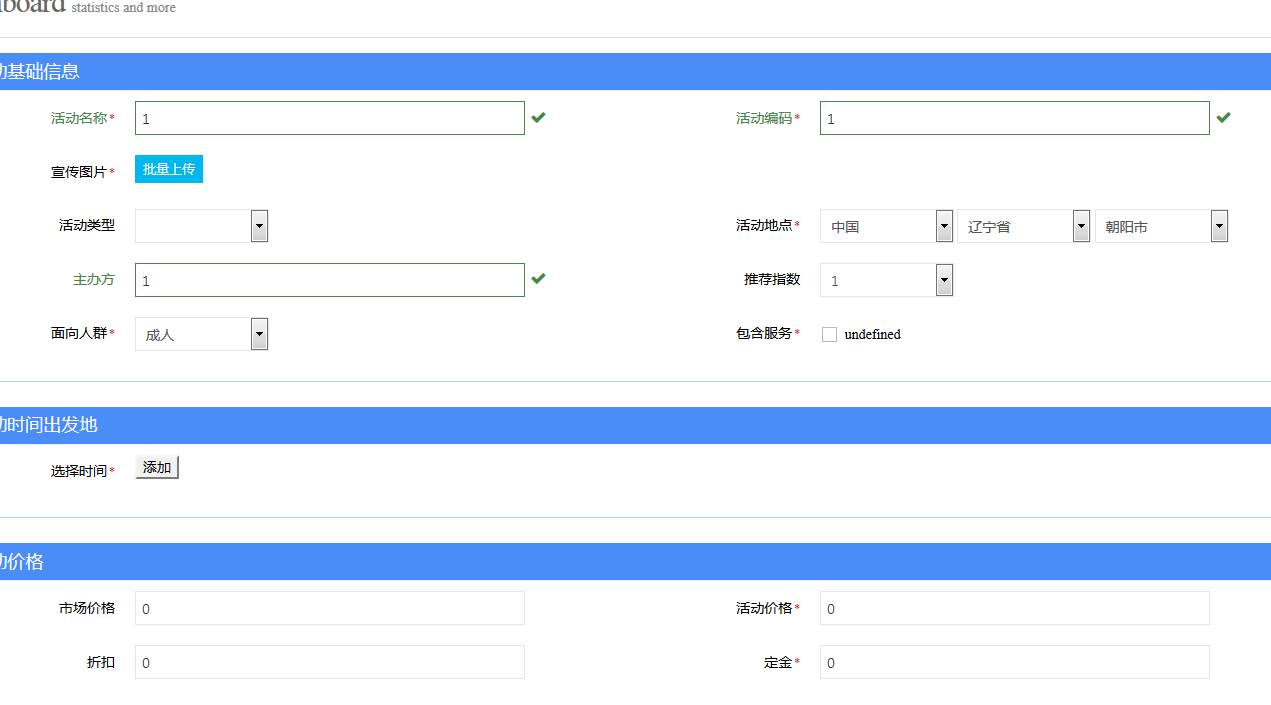 board statistics and more
动基础信息
活动名称* 1 活动编码* 1
宣传图片* 批量上传
活动类型 活动地点* 中国 辽宁省 朝阳市
主办方 1 推荐指数 1
面向人群* 成人 包含服务* undefined
动时间出发地
选择时间* 添加
动价格
市场价格 0 活动价格* 0
折扣 0 定金* 0